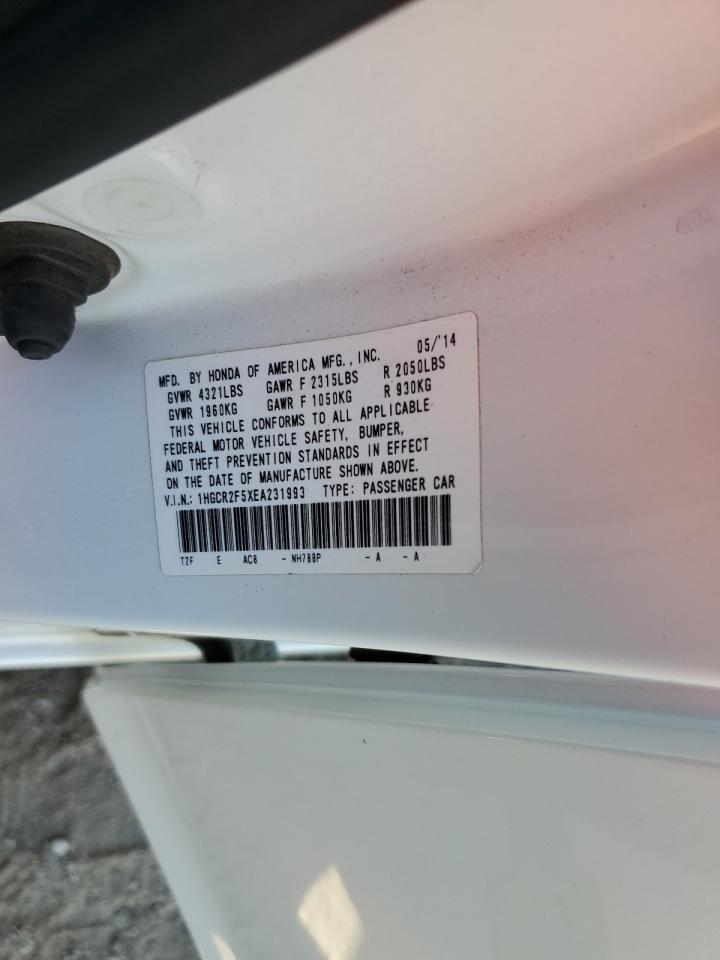 MFD. BY HONDA OF AMERICA MFG., INC. 05/'14
GVWR 4321LBS GAWR F 2315LBS R 2050LBS
GVWR 1960KG GAWR F 1050KG R 930KG
THIS VEHICLE CONFORMS TO ALL APPLICABLE
FEDERAL MOTOR VEHICLE SAFETY, BUMPER,
AND THEFT PREVENTION STANDARDS IN EFFECT
ON THE DATE OF MANUFACTURE SHOWN ABOVE.
V.I.N.: 1HGCR2F5XEA231993 TYPE: PASSENGER CAR
T2F E AC8 - NH788P - A - A